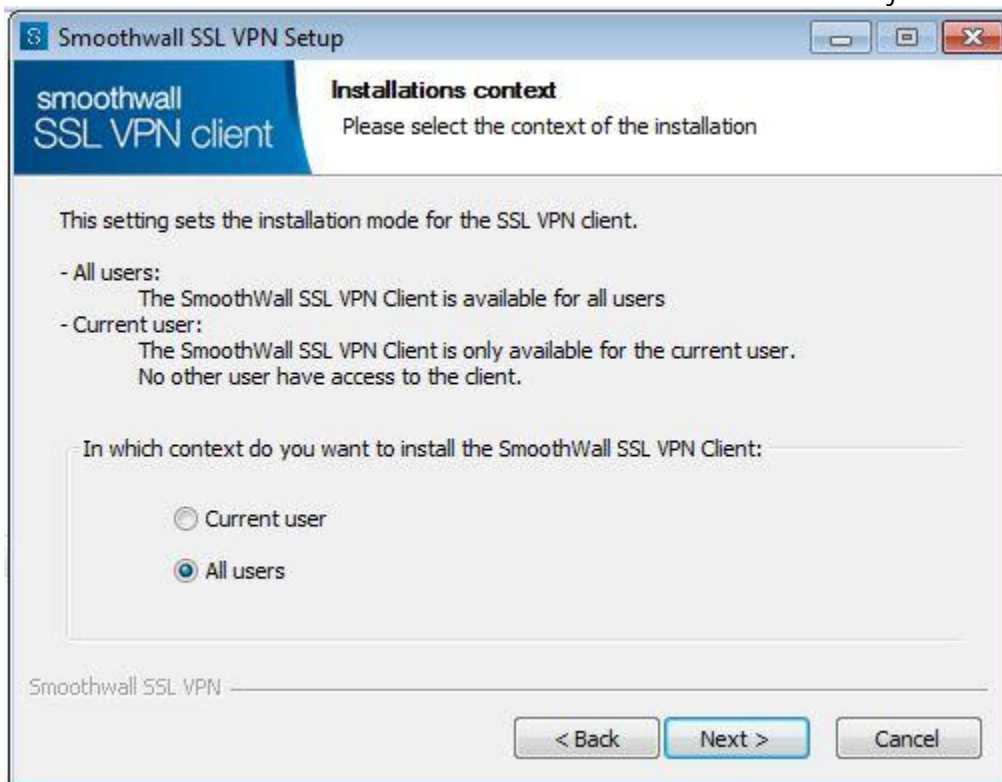 Smoothwall SSL VPN Setup
smoothwall
SSL VPN client
Installations context
Please select the context of the installation
This setting sets the installation mode for the SSL VPN client.
- All users:
The SmoothWall SSL VPN Client is available for all users
- Current user:
The SmoothWall SSL VPN Client is only available for the current user.
No other user have access to the client.
In which context do you want to install the SmoothWall SSL VPN Client:
Current user
All users
Smoothwall SSL VPN
< Back
Next >
Cancel